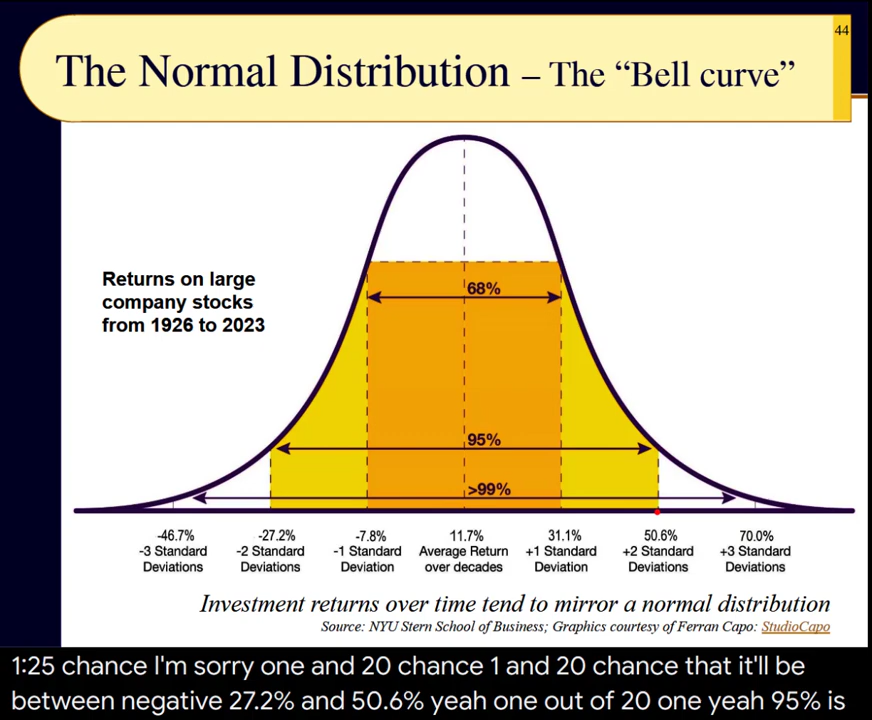 44
The Normal Distribution – The “Bell curve”
Returns on large
company stocks
from 1926 to 2023
68%
95%
>99%
-46.7% -27.2% -7.8% 11.7% 31.1% 50.6% 70.0%
-3 Standard -2 Standard -1 Standard Average Return +1 Standard +2 Standard +3 Standard
Deviations Deviations Deviation over decades Deviation Deviations Deviations
Investment returns over time tend to mirror a normal distribution
Source: NYU Stern School of Business; Graphics courtesy of Ferran Capo: StudioCapo
1:25 chance I'm sorry one and 20 chance 1 and 20 chance that it'll be
between negative 27.2% and 50.6% yeah one out of 20 one yeah 95% is